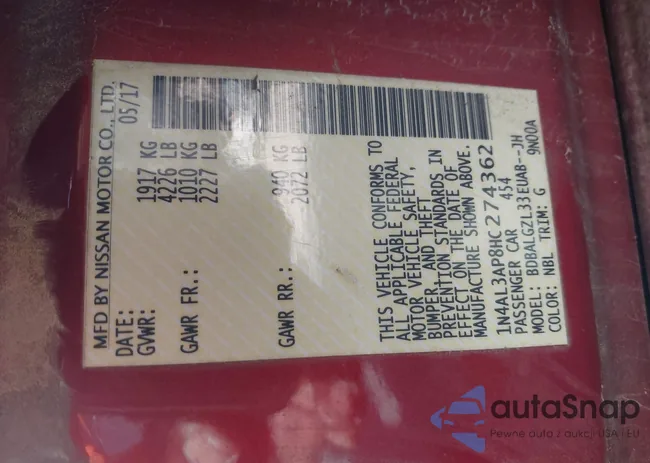 MFD BY NISSAN MOTOR CO., LTD.
DATE: 05/17
GVWR: 1917 KG
4226 LB
GAWR FR.: 1010 KG
2227 LB
GAWR RR.: 940 KG
2072 LB
THIS VEHICLE CONFORMS TO
ALL APPLICABLE FEDERAL
MOTOR VEHICLE SAFETY,
BUMPER, AND THEFT
PREVENTION STANDARDS IN
EFFECT ON THE DATE OF
MANUFACTURE SHOWN ABOVE.
1N4AL3AP8HC274362
PASSENGER CAR 454
MODEL: BDBALGZL33EUAB--JH
COLOR: NBL TRIM: G 9N00A
autaSnap
Pewne auto z aukcji USA | EU